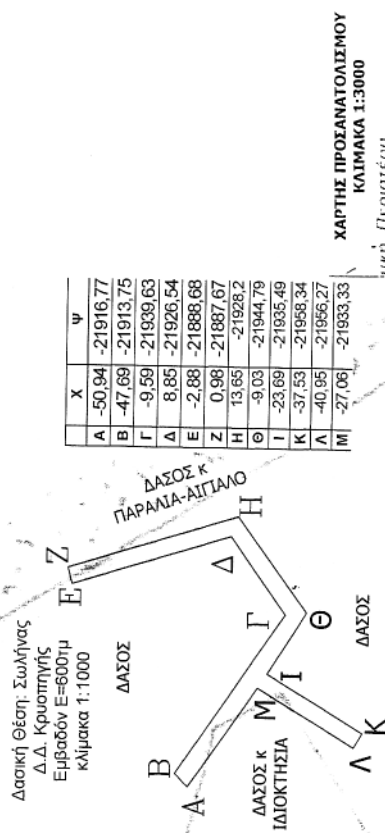 Δασική Θέση: Σωλήνας
Δ.Δ. Κρυοπηγής
Εμβαδόν Ε=600τμ
κλίμακα 1:1000
ΔΑΣΟΣ
ΔΑΣΟΣ κ
ΠΑΡΑΛΙΑ-ΑΙΓΙΑΛΟ
Ε
Ζ
Β
Α
Γ
Δ
Η
Θ
Ι
Μ
Λ
Κ
ΔΑΣΟΣ κ
ΙΔΙΟΚΤΗΣΙΑ
ΔΑΣΟΣ
Χ Ψ
Α -50,94 -21916,77
Β -47,69 -21913,75
Γ -9,59 -21939,63
Δ 8,85 -21926,54
Ε -2,88 -21888,68
Ζ 0,98 -21887,67
Η 13,65 -21928,2
Θ -9,03 -21944,79
Ι -23,69 -21935,49
Κ -37,53 -21958,34
Λ -40,95 -21956,27
Μ -27,06 -21933,33
ΧΑΡΤΗΣ ΠΡΟΣΑΝΑΤΟΛΙΣΜΟΥ
ΚΛΙΜΑΚΑ 1:3000